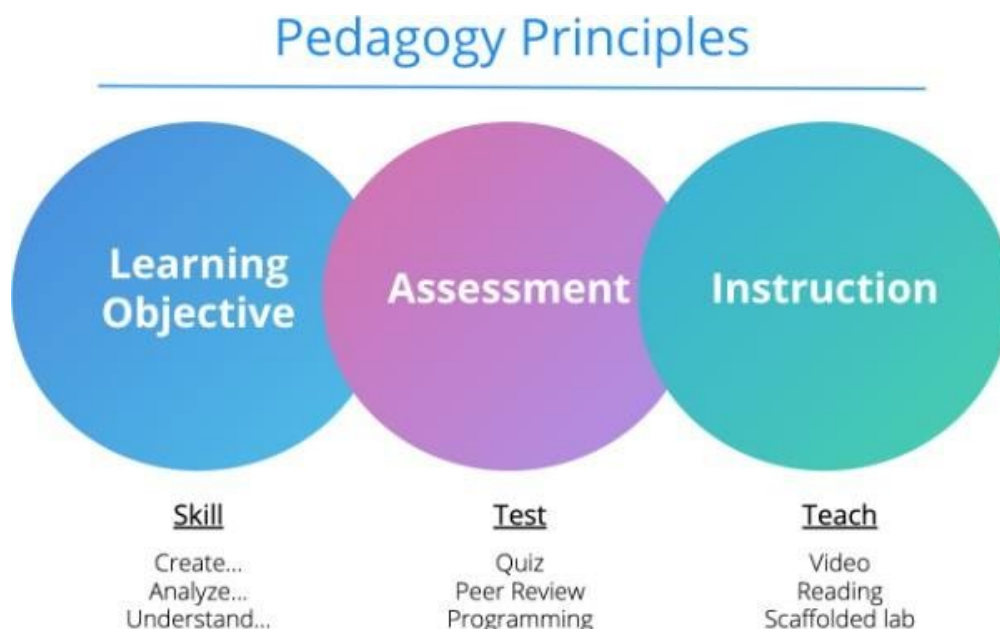 Pedagogy Principles
Learning
Objective
Assessment
Instruction
Skill
Create...
Analyze...
Understand...
Test
Quiz
Peer Review
Programming
Teach
Video
Reading
Scaffolded lab